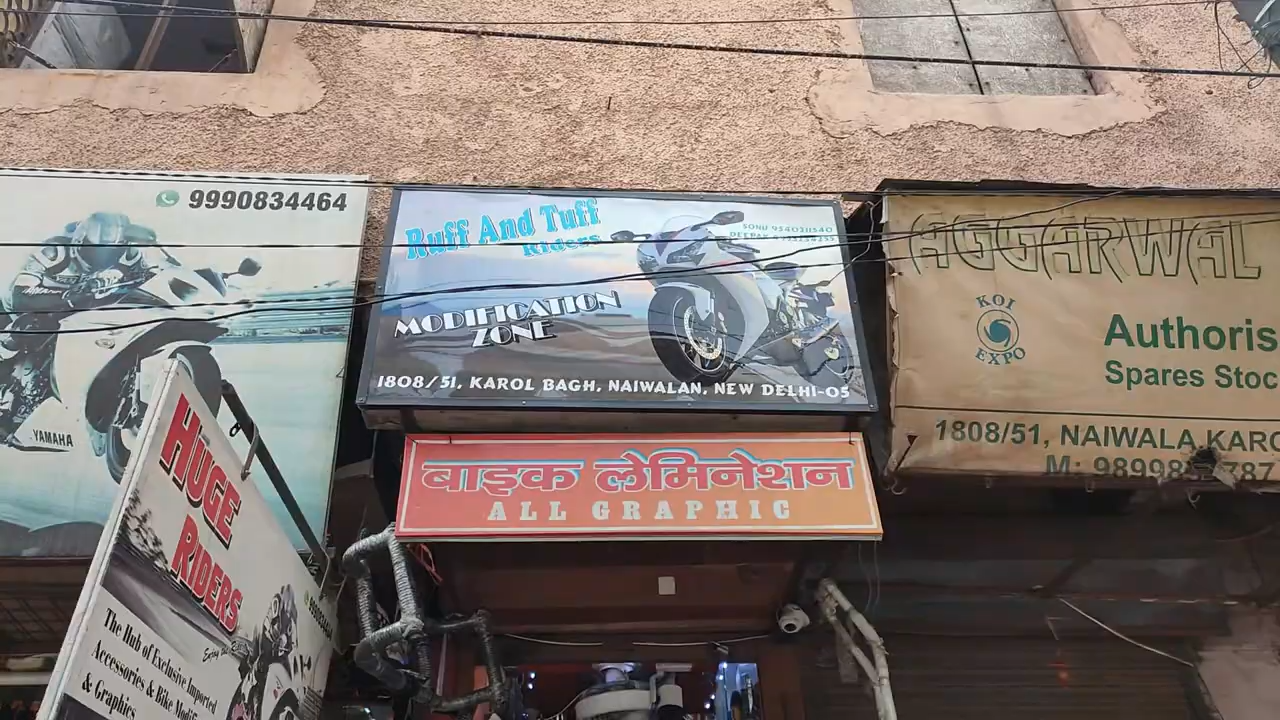 9990834464
YAMAHA
HUGE
RIDERS
The Hub of Exclusive Imported
Accessories & Bike
& Graphics
Ruff And Tuff
Riders
SONU 9540311540
DEEPAK
MODIFICATION
ZONE
1808/51, KAROL BAGH, NAIWALAN, NEW DELHI-05
बाइक लेमिनेशन
ALL GRAPHIC
AGGARWAL
KOI
EXPO
Authoris
Spares Stoc
1808/51, NAIWALA KARO
M: